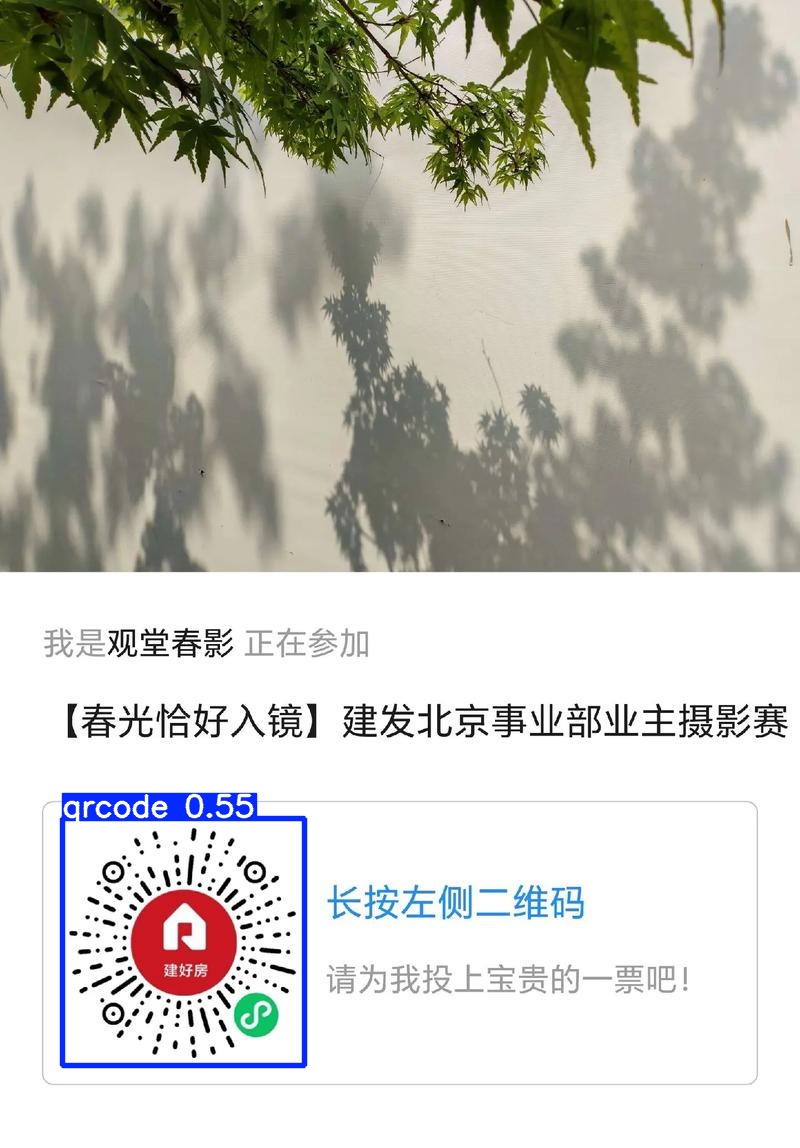 我是观堂春影 正在参加
【春光恰好入镜】建发北京事业部业主摄影赛
qrcode 0.55
长按左侧二维码
建好房
请为我投上宝贵的一票吧！